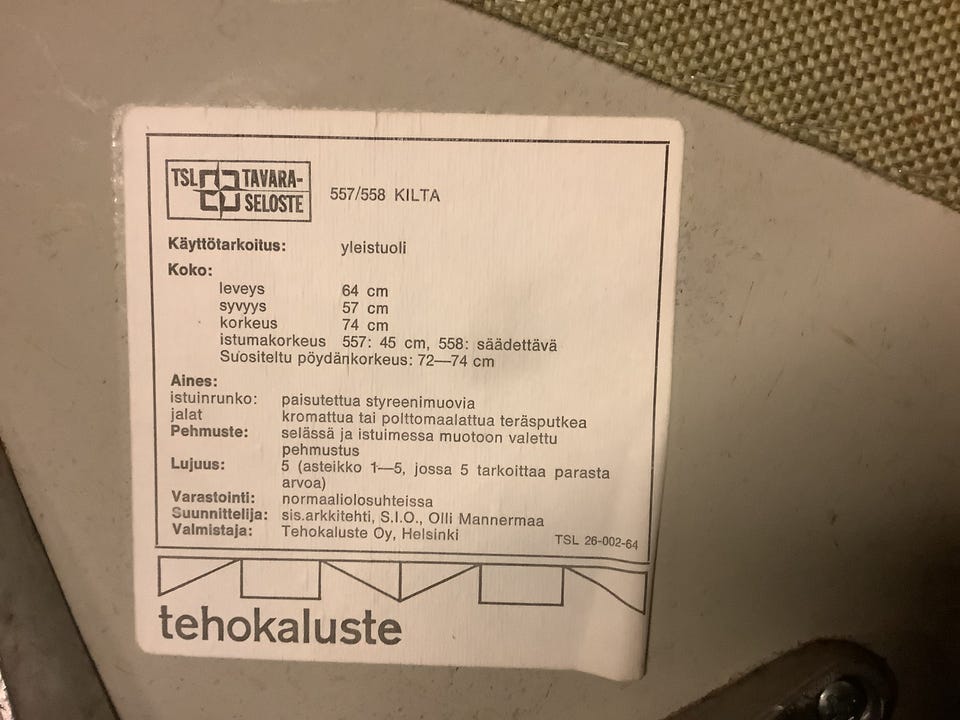 TSL TAVARA-
SELOSTE
557/558 KILTA
Käyttötarkoitus: yleistuoli
Koko:
leveys 64 cm
syvyys 57 cm
korkeus 74 cm
istumakorkeus 557: 45 cm, 558: säädettävä
Suositeltu pöydänkorkeus: 72—74 cm
Aines:
istuinrunko: paisutettua styreenimuovia
jalat kromattua tai polttomaalattua teräsputkea
Pehmuste: selässä ja istuimessa muotoon valettu
pehmustus
Lujuus: 5 (asteikko 1—5, jossa 5 tarkoittaa parasta
arvoa)
Varastointi: normaaliolosuhteissa
Suunnittelija: sis.arkkitehti, S.I.O., Olli Mannermaa
Valmistaja: Tehokaluste Oy, Helsinki
TSL 26-002-64
tehokaluste